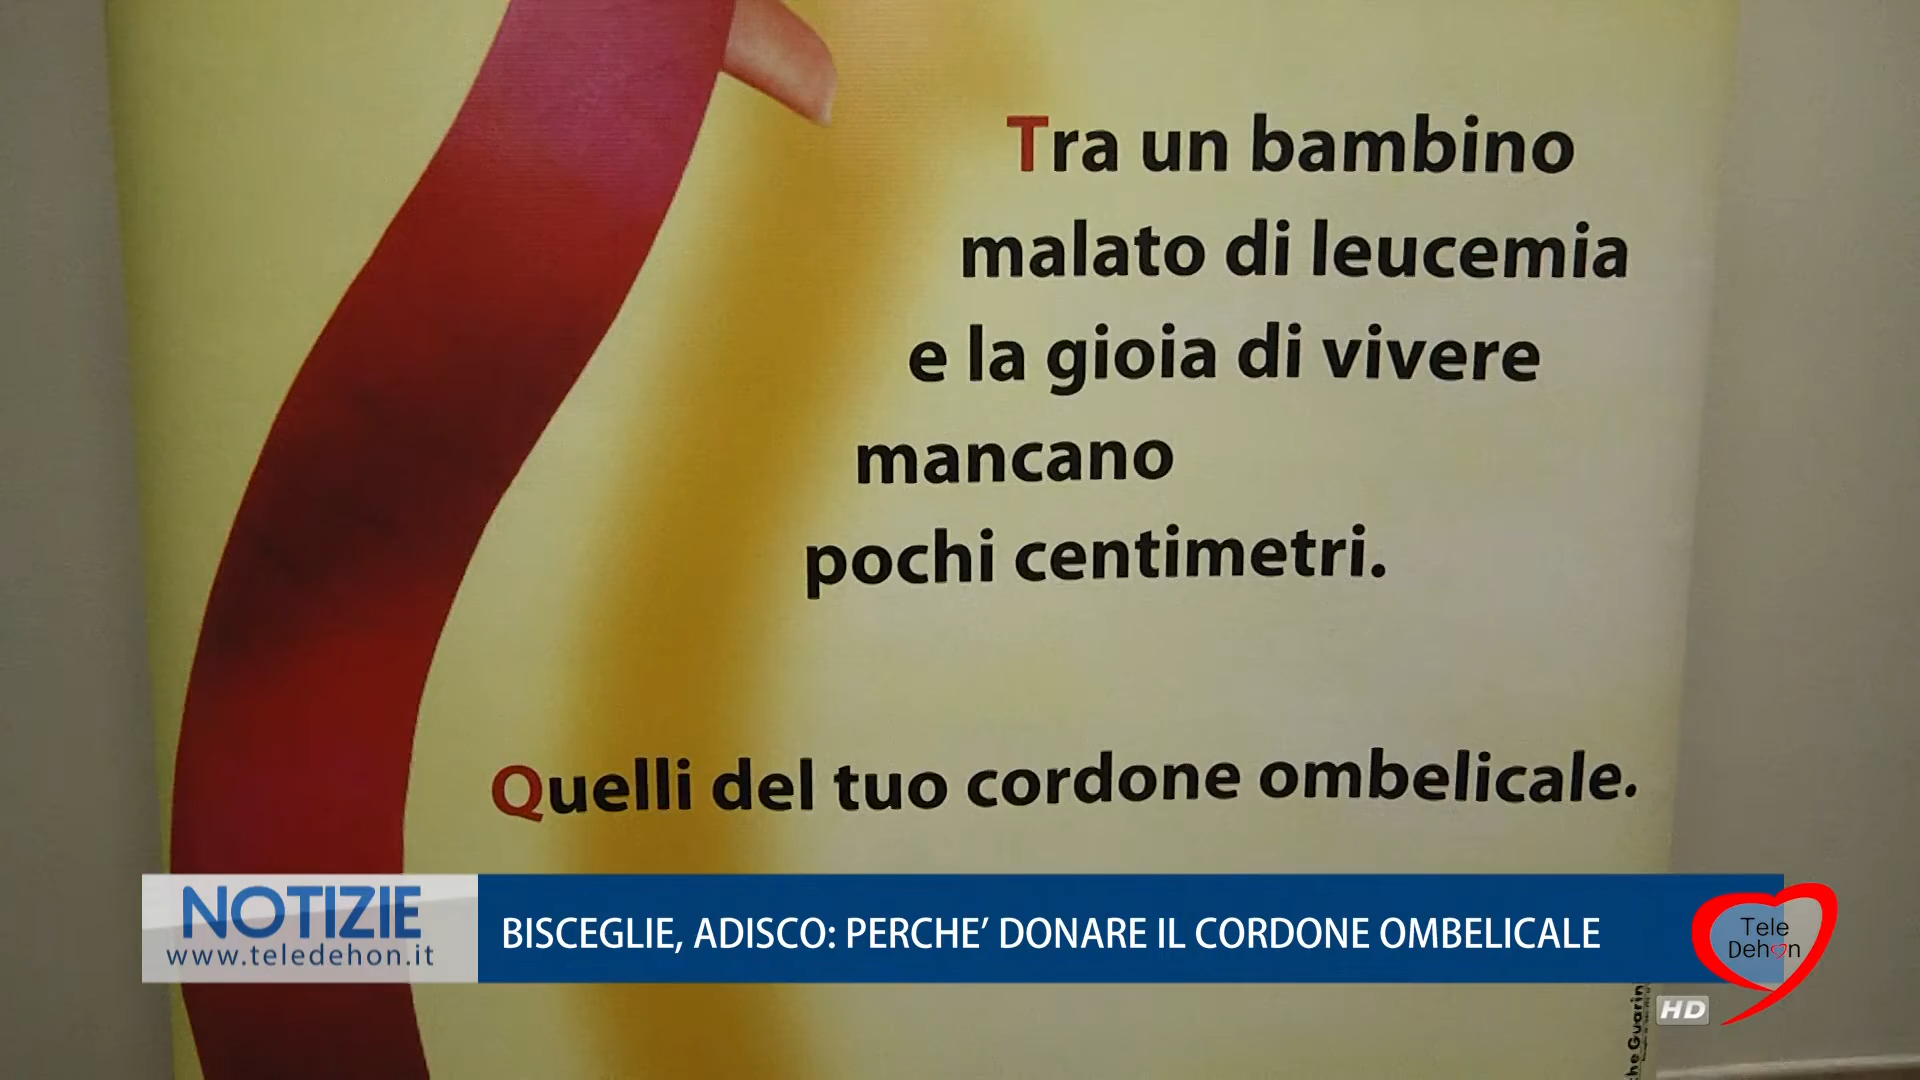 Tra un bambino
malato di leucemia
e la gioia di vivere
mancano
pochi centimetri.
Quelli del tuo cordone ombelicale.
NOTIZIE
www.teledehon.it
BISCEGLIE, ADISCO: PERCHE’ DONARE IL CORDONE OMBELICALE
Tele
Dehon
HD